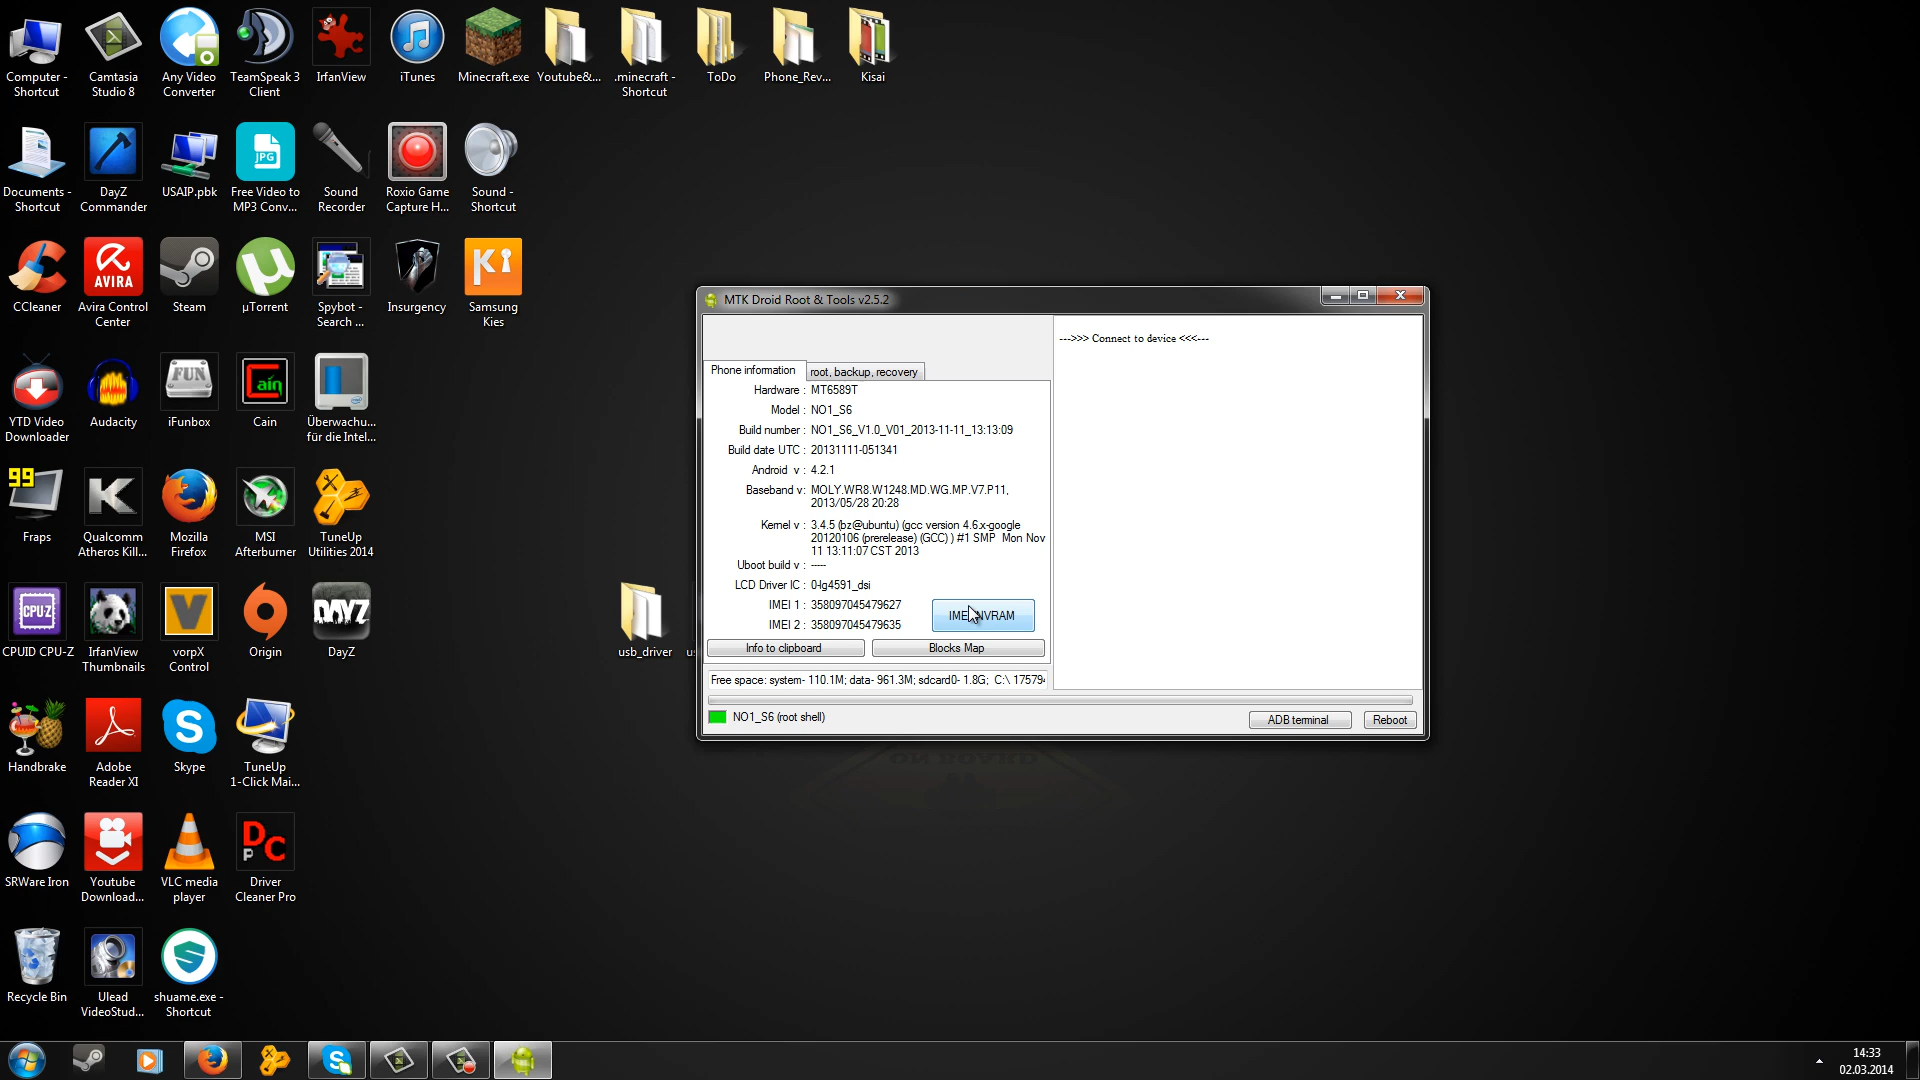 Computer -
Shortcut
Camtasia
Studio 8
Any Video
Converter
TeamSpeak 3
Client
IrfanView
iTunes
Minecraft.exe
Youtube&...
.minecraft -
Shortcut
ToDo
Phone_Rev...
Kisai
JPG
Documents -
Shortcut
DayZ
Commander
USAIP.pbk
Free Video to
MP3 Conv...
Sound
Recorder
Roxio Game
Capture H...
Sound -
Shortcut
AVIRA
CCleaner
Avira Control
Center
Steam
µTorrent
Spybot -
Search ...
Insurgency
Samsung
Kies
FUN
Cain
YTD Video
Downloader
Audacity
iFunbox
Cain
Überwachu...
für die Intel...
99
Fraps
Qualcomm
Atheros Kill...
Mozilla
Firefox
MSI
Afterburner
TuneUp
Utilities 2014
CPU-Z
DAYZ
CPUID CPU-Z
IrfanView
Thumbnails
vorpX
Control
Origin
DayZ
usb_driver
us
Handbrake
Adobe
Reader XI
Skype
TuneUp
1-Click Mai...
SRWare Iron
Youtube
Download...
VLC media
player
Driver
Cleaner Pro
Recycle Bin
Ulead
VideoStud...
shuame.exe -
Shortcut
MTK Droid Root & Tools v2.5.2
--->>> Connect to device <<<---
Phone information
root, backup, recovery
Hardware : MT6589T
Model : NO1_S6
Build number : NO1_S6_V1.0_V01_2013-11-11_13:13:09
Build date UTC : 20131111-051341
Android v : 4.2.1
Baseband v: MOLY.WR8.W1248.MD.WG.MP.V7.P11,
2013/05/28 20:28
Kernel v : 3.4.5 (bz@ubuntu) (gcc version 4.6.x-google
20120106 (prerelease) (GCC) ) #1 SMP Mon Nov
11 13:11:07 CST 2013
Uboot build v : -----
LCD Driver IC : 0-lg4591_dsi
IMEI 1 : 358097045479627
IMEI 2 : 358097045479635
Info to clipboard
Blocks Map
Free space: system- 110.1M; data- 961.3M; sdcard0- 1.8G; C:\ 17579
NO1_S6 (root shell)
ADB terminal
Reboot
ON BOARD
14:33
02.03.2014